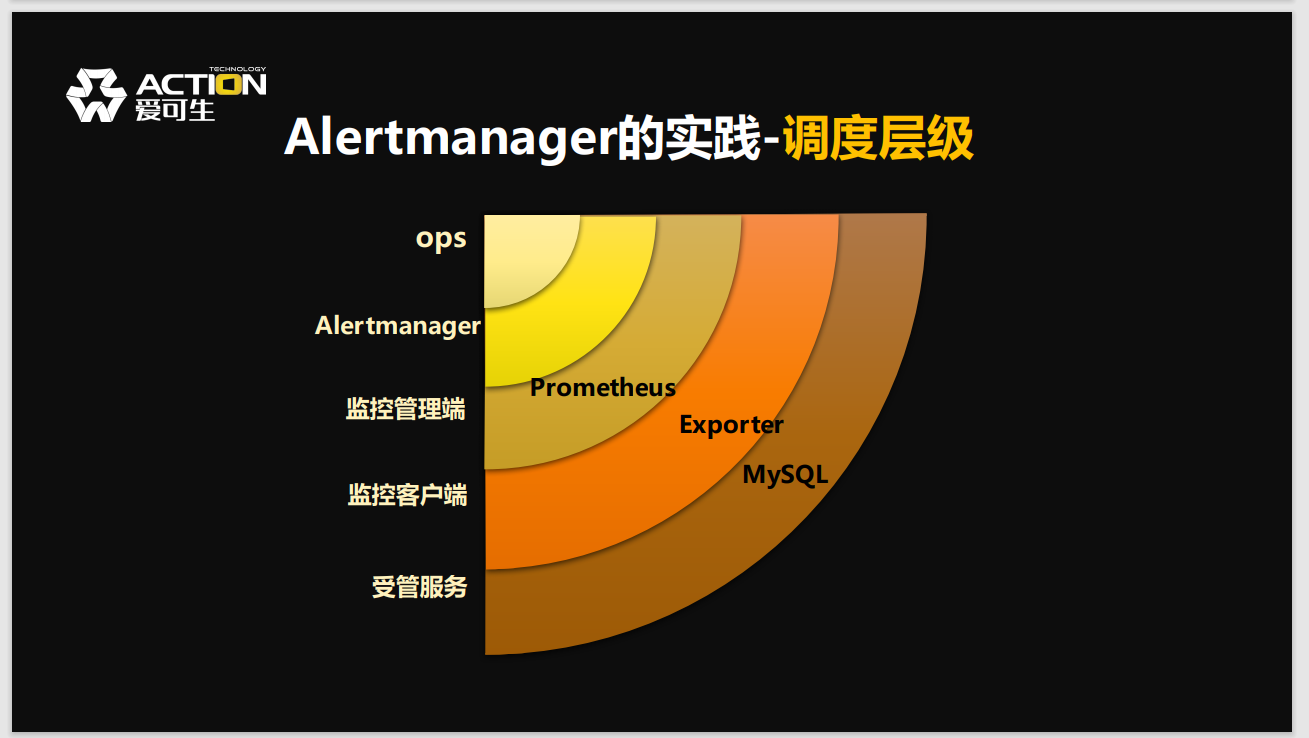 TECHNOLOGY
ACTION
爱可生
Alertmanager的实践-调度层级
ops
Alertmanager
监控管理端
Prometheus
Exporter
MySQL
监控客户端
受管服务